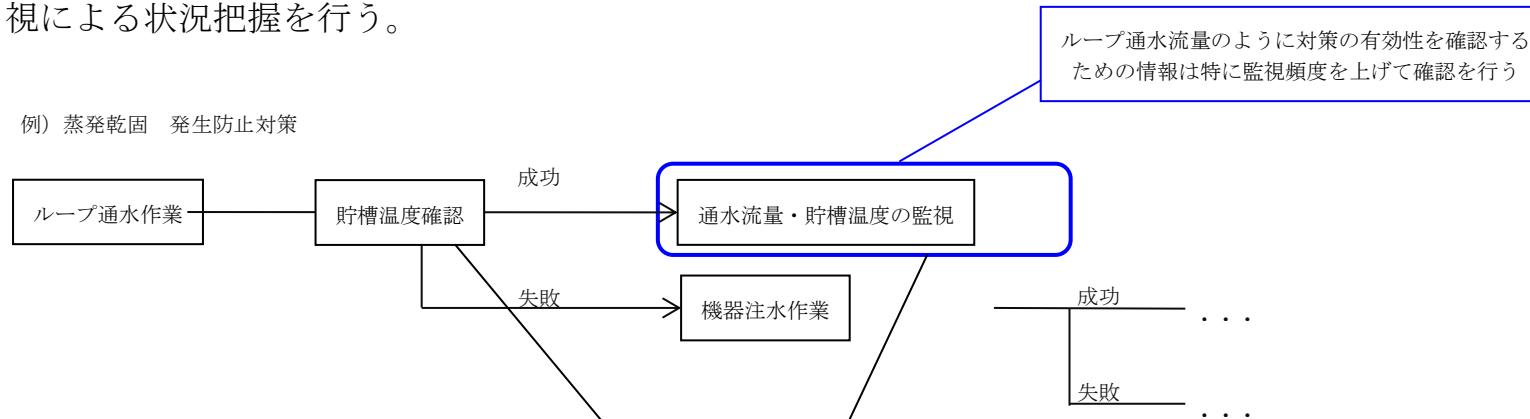 視による状況把握を行う。
ループ通水流量のように対策の有効性を確認する
ための情報は特に監視頻度を上げて確認を行う
例）蒸発乾固　発生防止対策
ループ通水作業
貯槽温度確認
成功
通水流量・貯槽温度の監視
失敗
機器注水作業
成功
・・・
失敗
・・・